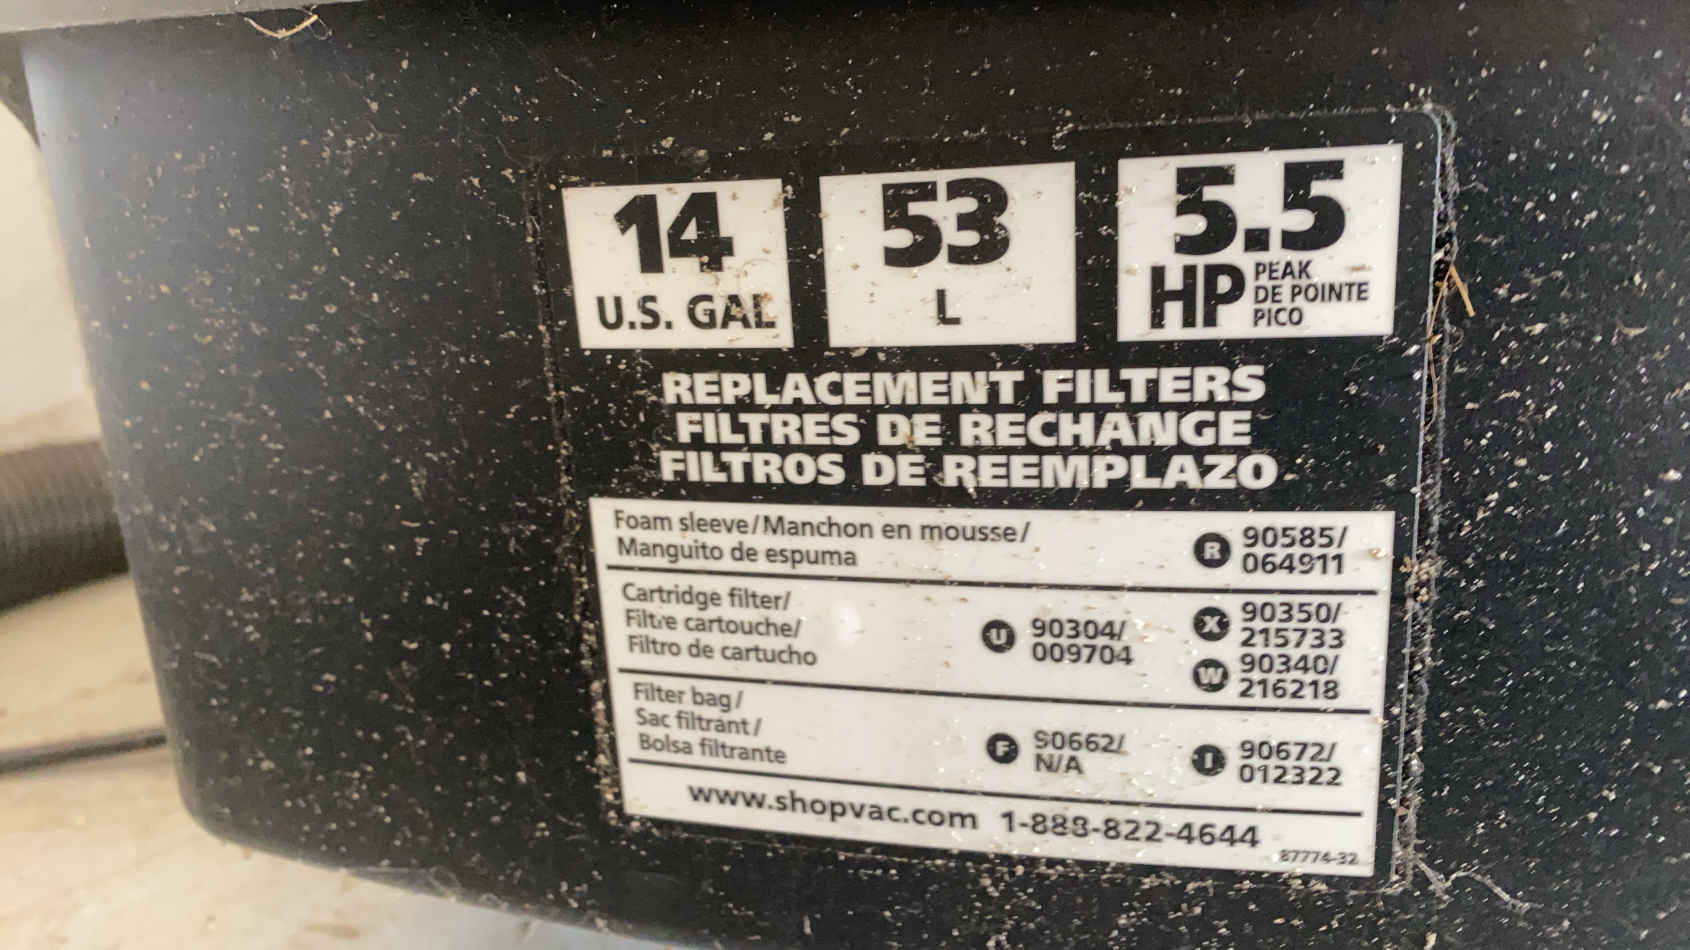 14
U.S. GAL
53
L
5.5
HP PEAK
DE POINTE
PICO
REPLACEMENT FILTERS
FILTRES DE RECHANGE
FILTROS DE REEMPLAZO
Foam sleeve/Manchon en mousse/
Manguito de espuma
R 90585/
064911
Cartridge filter/
Filtre cartouche/
Filtro de cartucho
U 90304/
009704
X 90350/
215733
W 90340/
216218
Filter bag/
Sac filtrant/
Bolsa filtrante
F 90662/
N/A
I 90672/
012322
www.shopvac.com 1-888-822-4644
87774-32